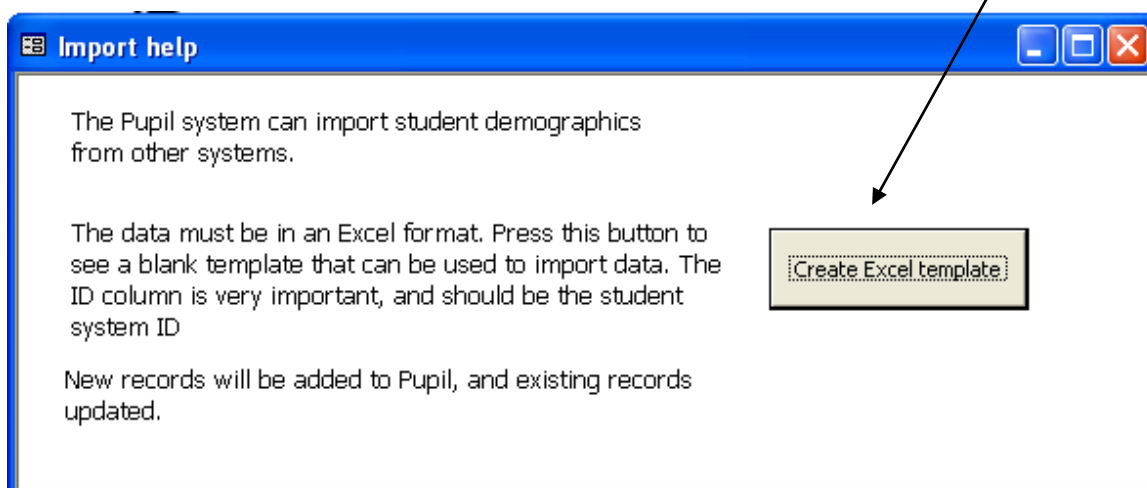 Import help
The Pupil system can import student demographics
from other systems.
The data must be in an Excel format. Press this button to
see a blank template that can be used to import data. The
ID column is very important, and should be the student
system ID
Create Excel template
New records will be added to Pupil, and existing records
updated.